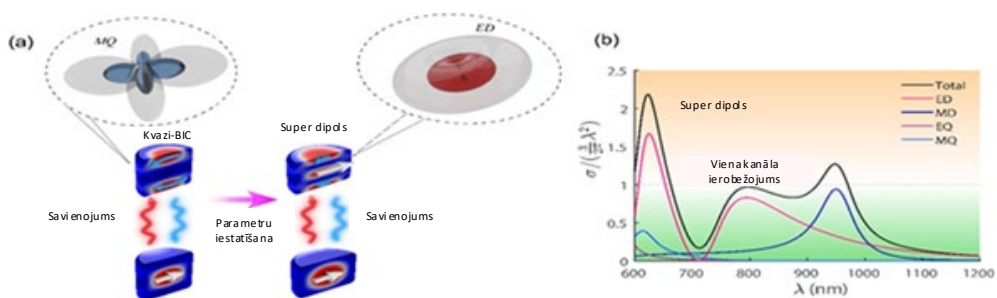 (a)
MQ
ED
Kvazi-BIC
Super dipols
Savienojums
Parametru
iestatīšana
Savienojums
(b)
2.5
2
1.5
1
0.5
0
Super dipols
Vienakanāla
ierobežojums
Total
ED
MD
EQ
MQ
600 700 800 900 1000 1100 1200
λ (nm)